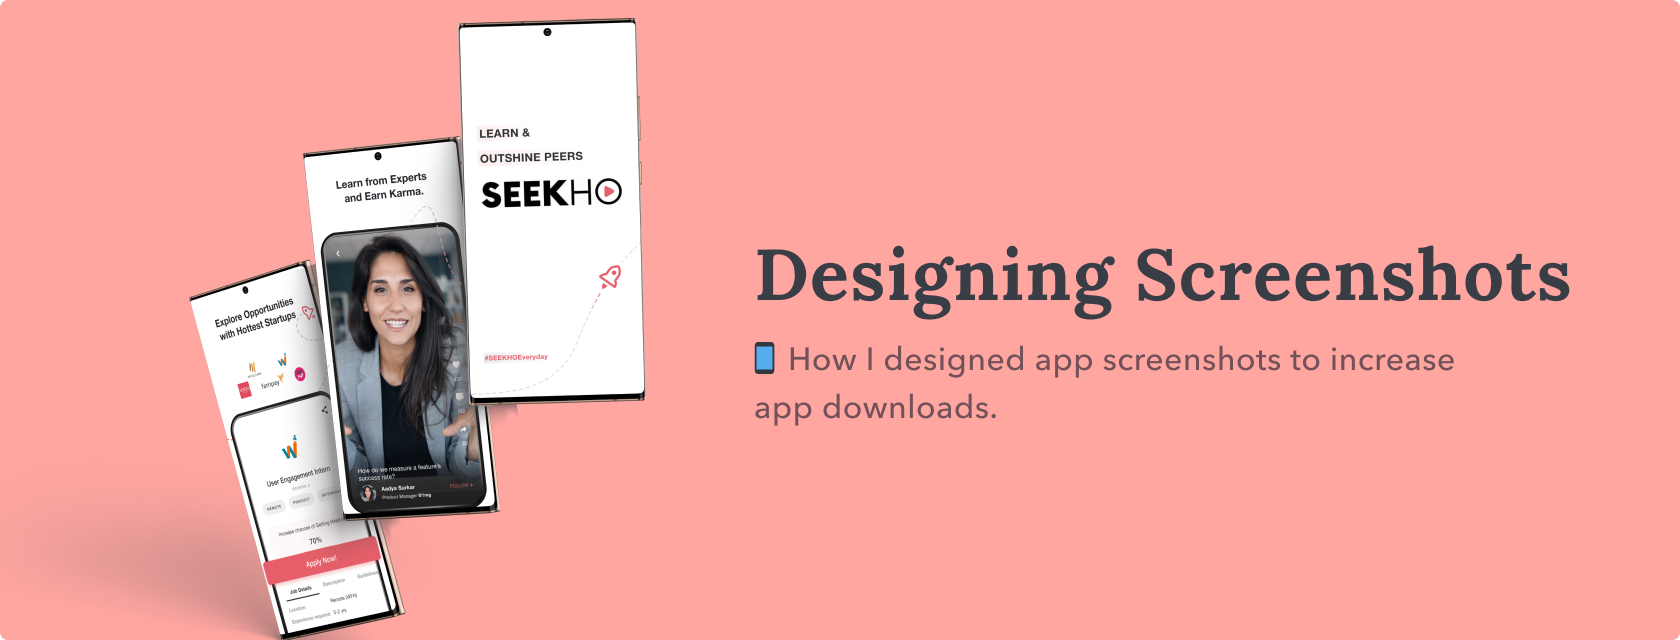 LEARN &
OUTSHINE PEERS
SEEKHO
#SEEKHOEveryday
Learn from Experts
and Earn Karma.
How do we measure a feature's
success rate?
Aadya Surkar
FOLLOW +
Product Manager @1mg
Explore Opportunities
with Hottest Startups
fampay
User Engagement Intern
REMOTE
PRODUCT
Increase chances of Getting
70%
Apply Now!
Job Details Description Guidelines
Location Remote (WFH)
Experience required 0-2 yrs
Designing Screenshots
How I designed app screenshots to increase
app downloads.